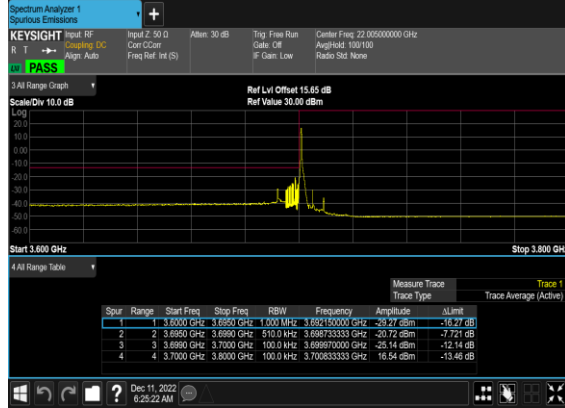 Spectrum Analyzer 1
Spurious Emissions
+
KEYSIGHT Input: RF Input Z: 50 Ω Atten: 30 dB Trig: Free Run Center Freq: 22.005000000 GHz
R T Coupling: DC Corr CCorr Gate: Off Avg|Hold: 100/100
Align: Auto Freq Ref: Int (S) IF Gain: Low Radio Std: None
PASS
3 All Range Graph
Ref Lvl Offset 15.65 dB
Scale/Div 10.0 dB Ref Value 30.00 dBm
Log
20.0
10.0
0.00
-10.0
-20.0
-30.0
-40.0
-50.0
-60.0
Start 3.600 GHz Stop 3.800 GH
4 All Range Table
Measure Trace Trace 1
Trace Type Trace Average (Active)
Spur Range Start Freq Stop Freq RBW Frequency Amplitude ΔLimit
1 1 3.6000 GHz 3.6950 GHz 1.000 MHz 3.692150000 GHz -29.27 dBm -16.27 dB
2 2 3.6950 GHz 3.6990 GHz 510.0 kHz 3.698733333 GHz -20.72 dBm -7.721 dB
3 3 3.6990 GHz 3.7000 GHz 100.0 kHz 3.699970000 GHz -25.14 dBm -12.14 dB
4 4 3.7000 GHz 3.8000 GHz 100.0 kHz 3.700833333 GHz 16.54 dBm -13.46 dB
?
Dec 11, 2022
6:25:22 AM